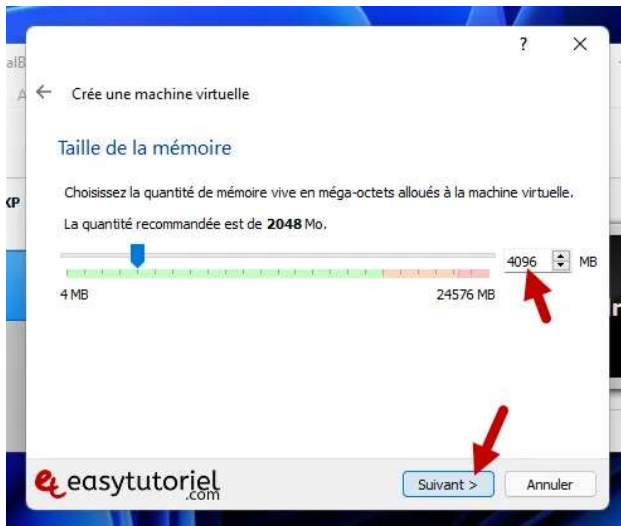 ?
alB
A
Crée une machine virtuelle
Taille de la mémoire
XP
Choisissez la quantité de mémoire vive en méga-octets alloués à la machine virtuelle.
La quantité recommandée est de 2048 Mo.
4096 MB
4 MB 24576 MB
easytutoriel
.com
Suivant > Annuler